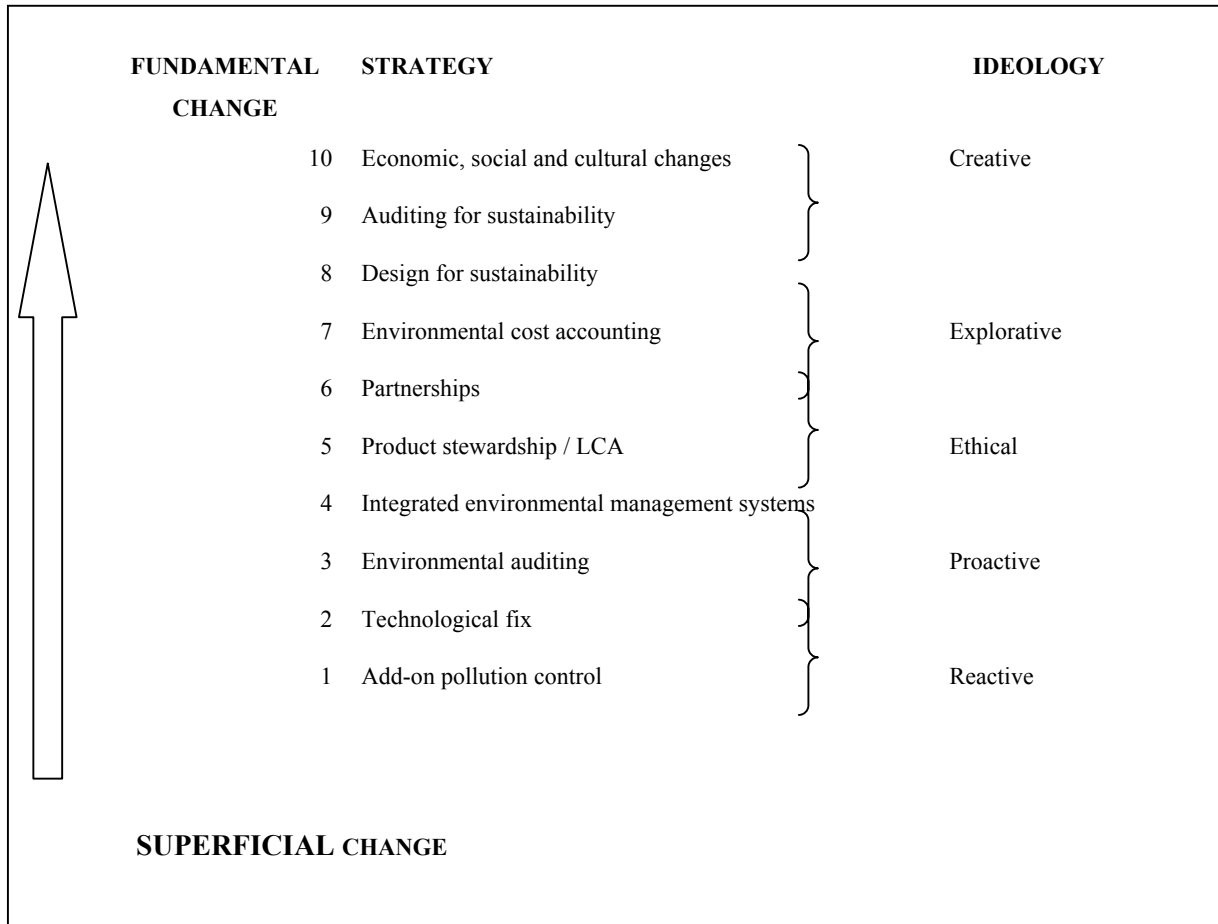 FUNDAMENTAL STRATEGY IDEOLOGY
CHANGE
10 Economic, social and cultural changes Creative
9 Auditing for sustainability
8 Design for sustainability
7 Environmental cost accounting Explorative
6 Partnerships
5 Product stewardship / LCA Ethical
4 Integrated environmental management systems
3 Environmental auditing Proactive
2 Technological fix
1 Add-on pollution control Reactive
SUPERFICIAL CHANGE